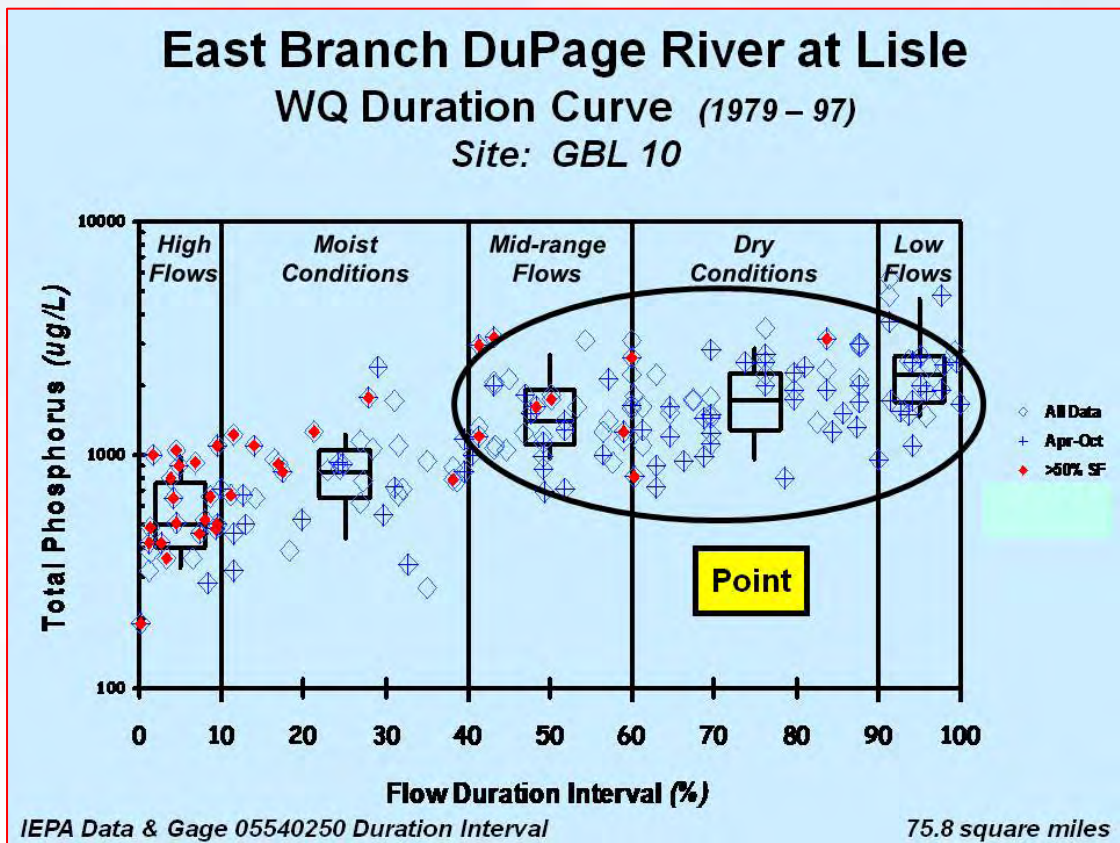 East Branch DuPage River at Lisle
WQ Duration Curve (1979 – 97)
Site: GBL 10
Total Phosphorus (ug/L)
10000
1000
100
High Flows
Moist Conditions
Mid-range Flows
Dry Conditions
Low Flows
All Data
Apr-Oct
>50% SF
Point
0 10 20 30 40 50 60 70 80 90 100
Flow Duration Interval (%)
IEPA Data & Gage 05540250 Duration Interval
75.8 square miles